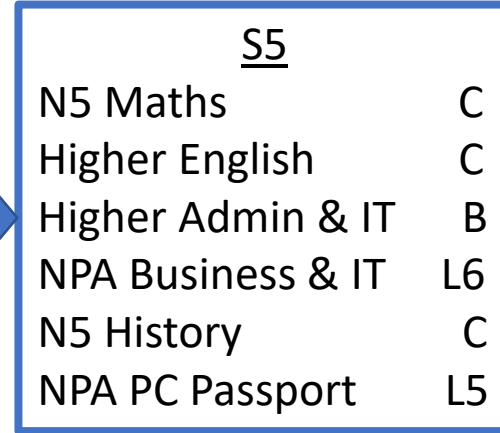 S5
N5 Maths C
Higher English C
Higher Admin & IT B
NPA Business & IT L6
N5 History C
NPA PC Passport L5